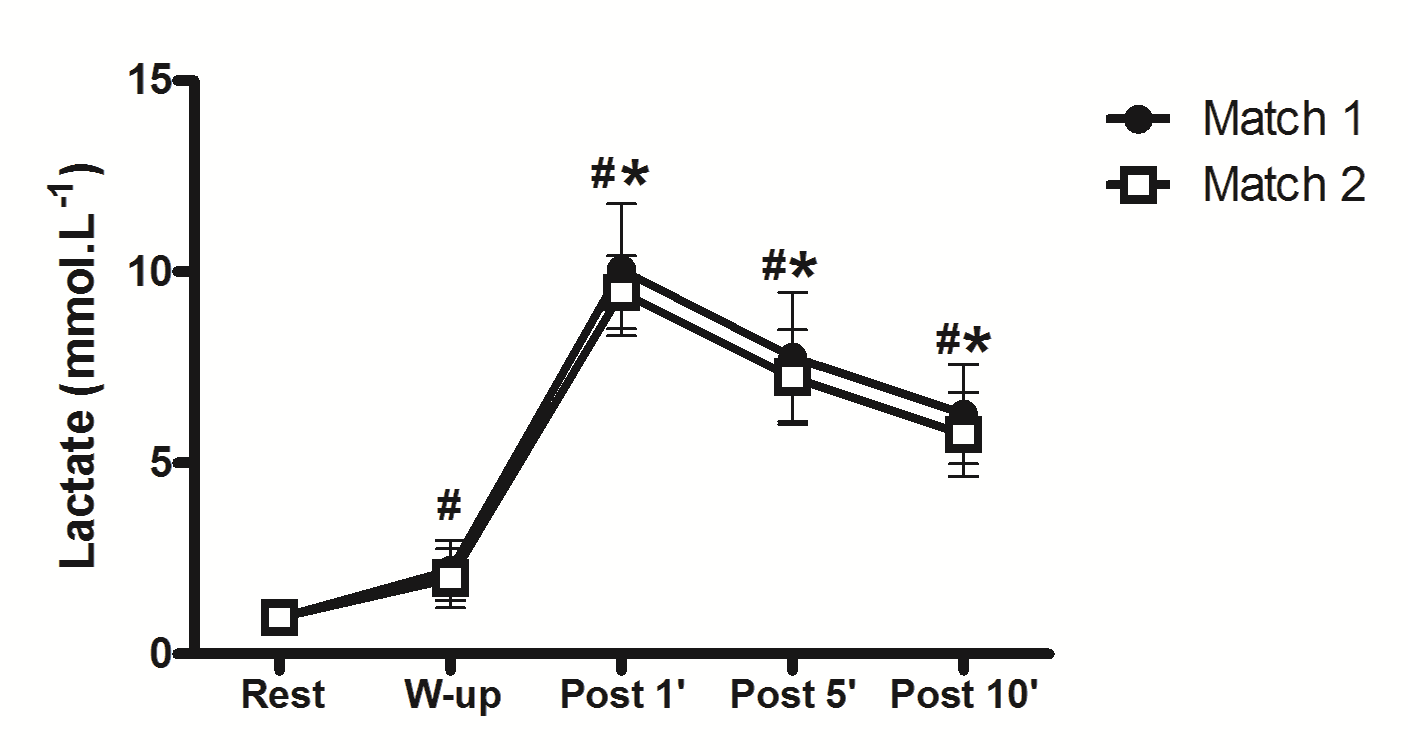 15
10
5
0
Lactate (mmol.L⁻¹)
#*
#*
#*
#
Rest
W-up
Post 1'
Post 5'
Post 10'
Match 1
Match 2